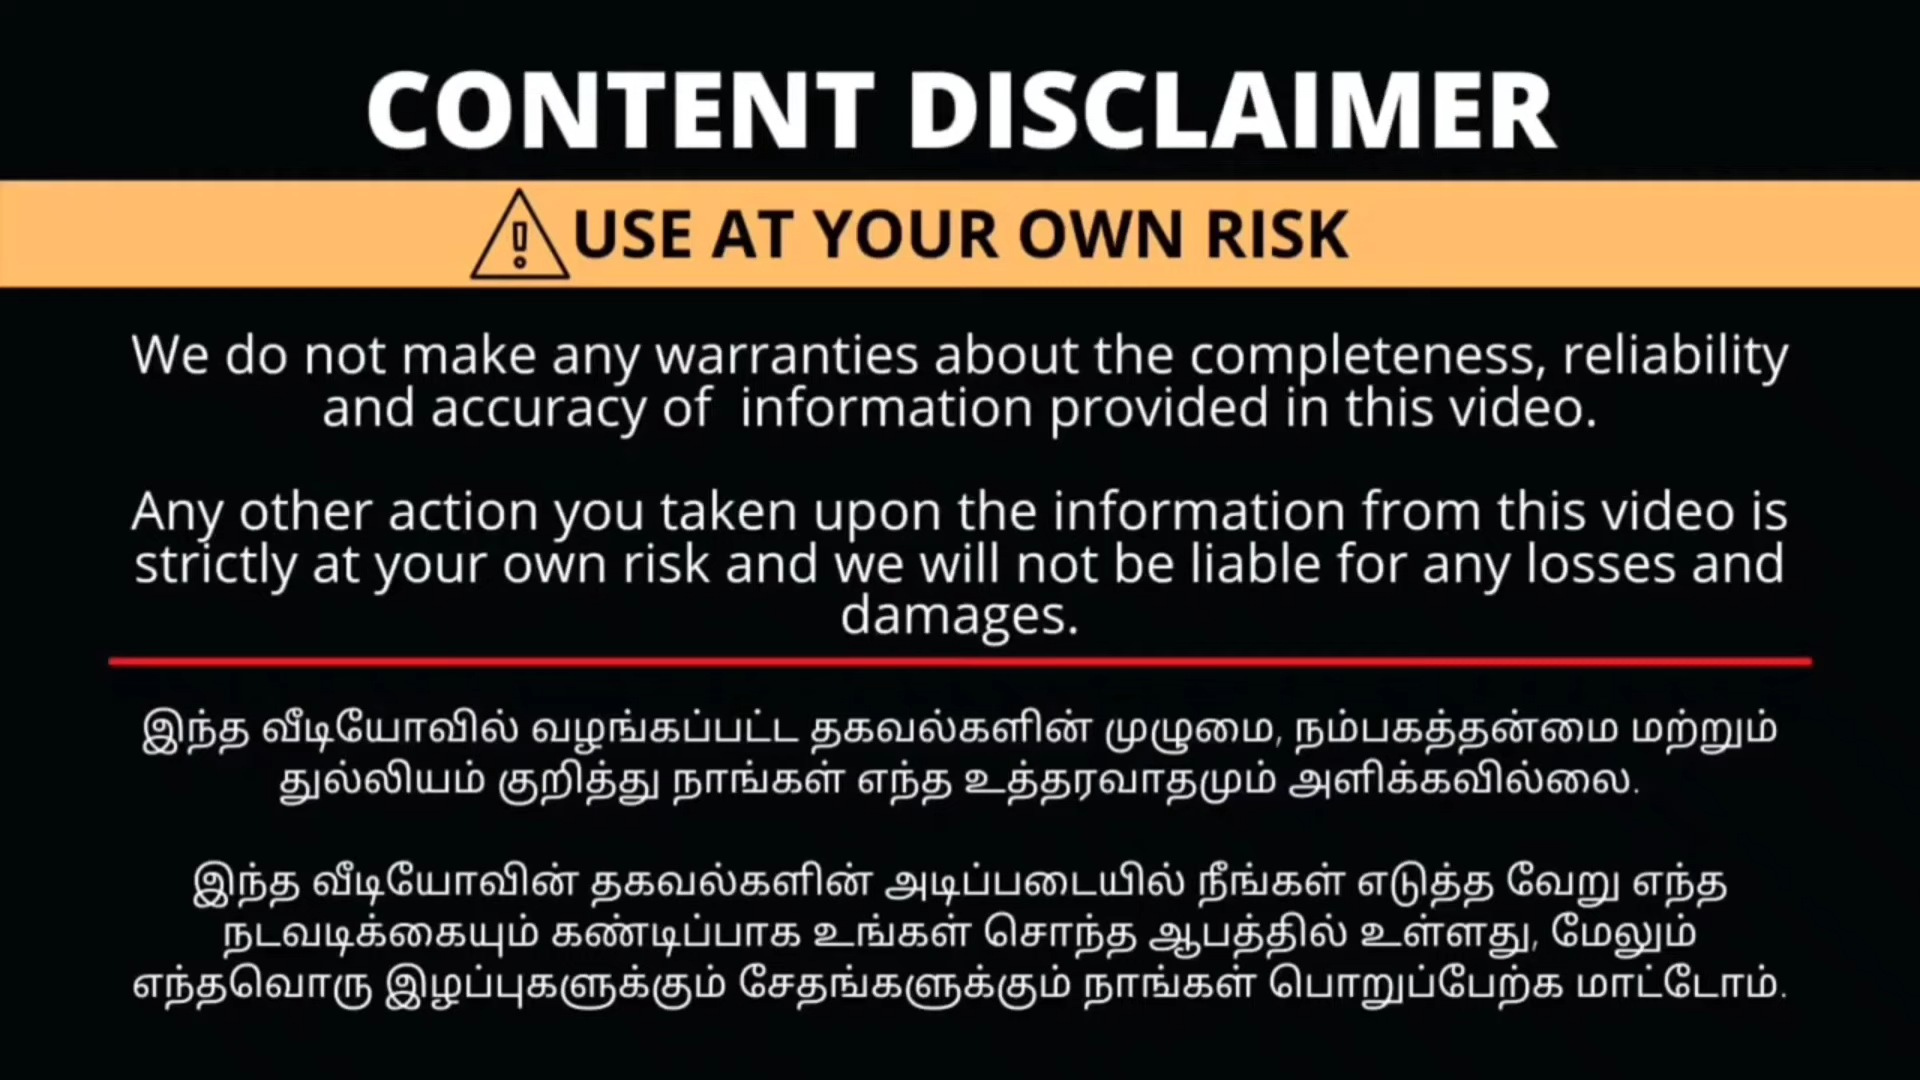 CONTENT DISCLAIMER
USE AT YOUR OWN RISK
We do not make any warranties about the completeness, reliability
and accuracy of information provided in this video.
Any other action you taken upon the information from this video is
strictly at your own risk and we will not be liable for any losses and
damages.
இந்த வீடியோவில் வழங்கப்பட்ட தகவல்களின் முழுமை, நம்பகத்தன்மை மற்றும்
துல்லியம் குறித்து நாங்கள் எந்த உத்தரவாதமும் அளிக்கவில்லை.
இந்த வீடியோவின் தகவல்களின் அடிப்படையில் நீங்கள் எடுத்த வேறு எந்த
நடவடிக்கையும் கண்டிப்பாக உங்கள் சொந்த ஆபத்தில் உள்ளது, மேலும்
எந்தவொரு இழப்புகளுக்கும் சேதங்களுக்கும் நாங்கள் பொறுப்பேற்க மாட்டோம்.